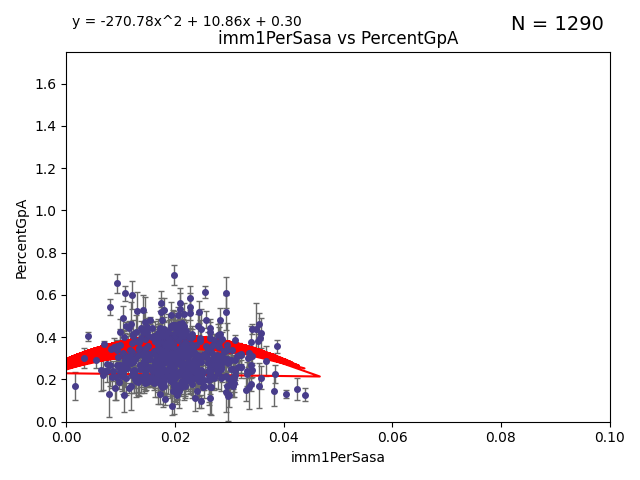 y = -270.78x^2 + 10.86x + 0.30
N = 1290
imm1PerSasa vs PercentGpA
PercentGpA
1.6
1.4
1.2
1.0
0.8
0.6
0.4
0.2
0.0
0.00 0.02 0.04 0.06 0.08 0.10
imm1PerSasa